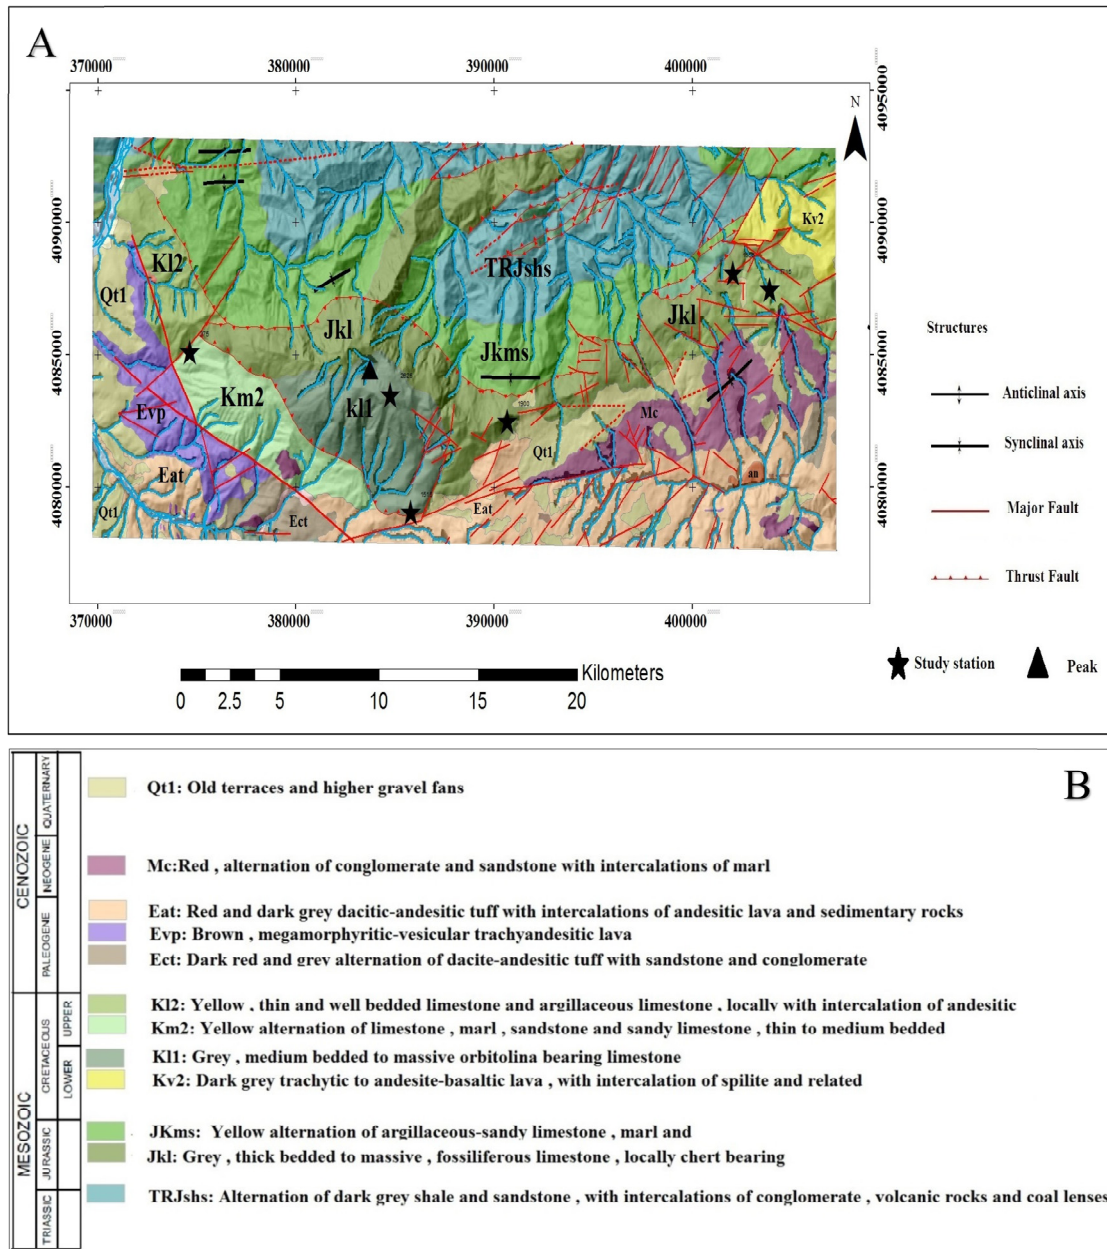 A
370000 380000 390000 400000
4095000
N
4090000
Kv2
4090000
Kl2
TRJshs
Qt1
Jkl
Jkl
4085000
Jkms
4085000
Structures
Km2
kl1
Anticlinal axis
Evp
Mc
1900
Qt1
Synclinal axis
Eat
an
4080000
Eat
4080000
Qt1
Ect
Major Fault
Thrust Fault
370000 380000 390000 400000
Study station
Peak
Kilometers
0 2.5 5 10 15 20
B
CENOZOIC
QUATERNARY
Qt1: Old terraces and higher gravel fans
NEOGENE
Mc:Red , alternation of conglomerate and sandstone with intercalations of marl
PALEOGENE
Eat: Red and dark grey dacitic-andesitic tuff with intercalations of andesitic lava and sedimentary rocks
Evp: Brown , megamorphyritic-vesicular trachyandesitic lava
Ect: Dark red and grey alternation of dacite-andesitic tuff with sandstone and conglomerate
MESOZOIC
CRETACEOUS
UPPER
Kl2: Yellow , thin and well bedded limestone and argillaceous limestone , locally with intercalation of andesitic
Km2: Yellow alternation of limestone , marl , sandstone and sandy limestone , thin to medium bedded
LOWER
Kl1: Grey , medium bedded to massive orbitolina bearing limestone
Kv2: Dark grey trachytic to andesite-basaltic lava , with intercalation of spilite and related
JURASSIC
JKms: Yellow alternation of argillaceous-sandy limestone , marl and
Jkl: Grey , thick bedded to massive , fossiliferous limestone , locally chert bearing
TRIASSIC
TRJshs: Alternation of dark grey shale and sandstone , with intercalations of conglomerate , volcanic rocks and coal lenses